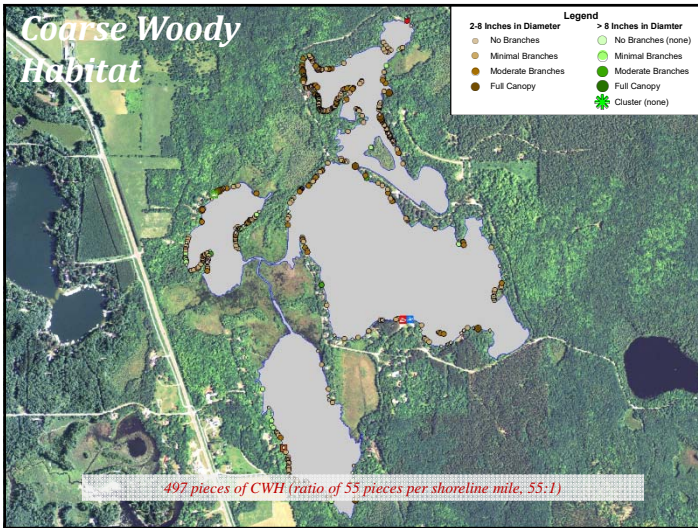 Coarse Woody
Habitat
Legend
2-8 Inches in Diameter
> 8 Inches in Diamter
No Branches
No Branches (none)
Minimal Branches
Minimal Branches
Moderate Branches
Moderate Branches
Full Canopy
Full Canopy
Cluster (none)
497 pieces of CWH (ratio of 55 pieces per shoreline mile, 55:1)